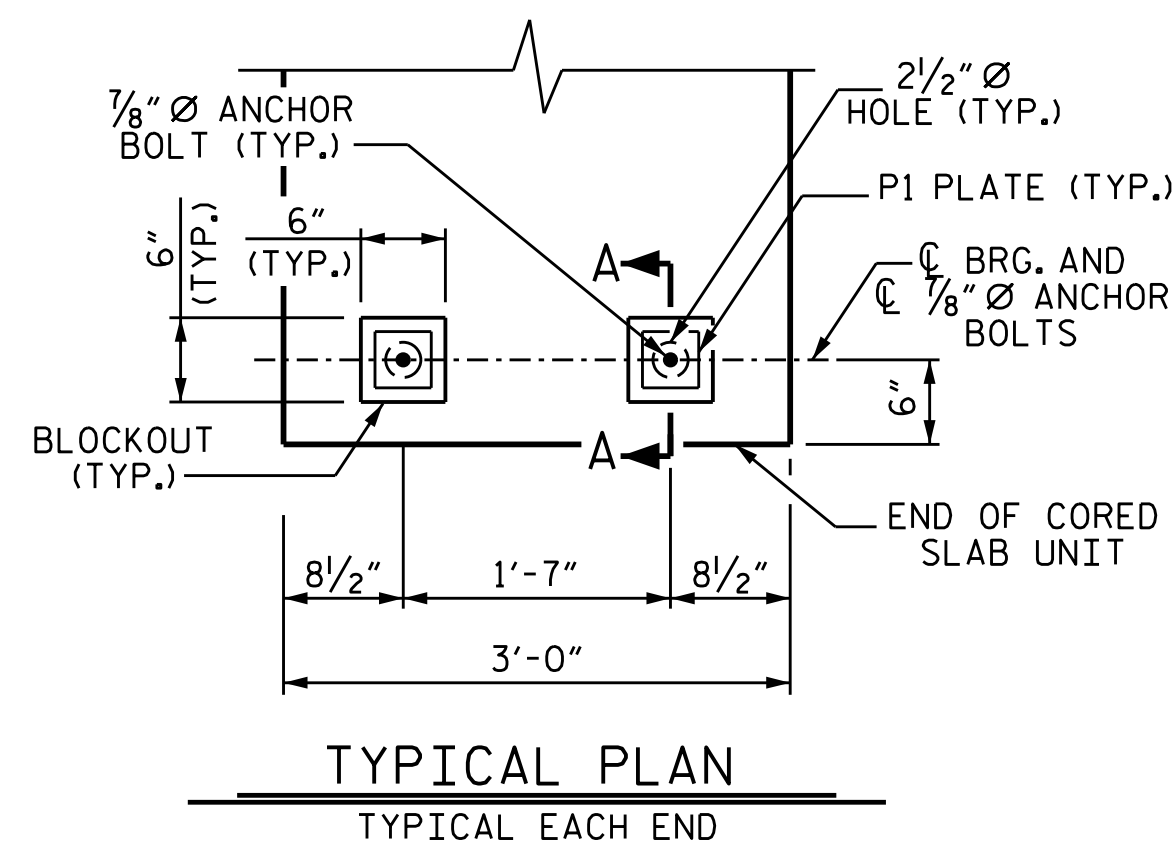 7/8" Ø ANCHOR
BOLT (TYP.)
2 1/2" Ø
HOLE (TYP.)
P1 PLATE (TYP.)
6"
(TYP.)
6"
(TYP.)
A
℄ BRG. AND
℄ 7/8" Ø ANCHOR
BOLTS
6"
BLOCKOUT
(TYP.)
A
END OF CORED
SLAB UNIT
8 1/2"
1'-7"
8 1/2"
3'-0"
TYPICAL PLAN
TYPICAL EACH END